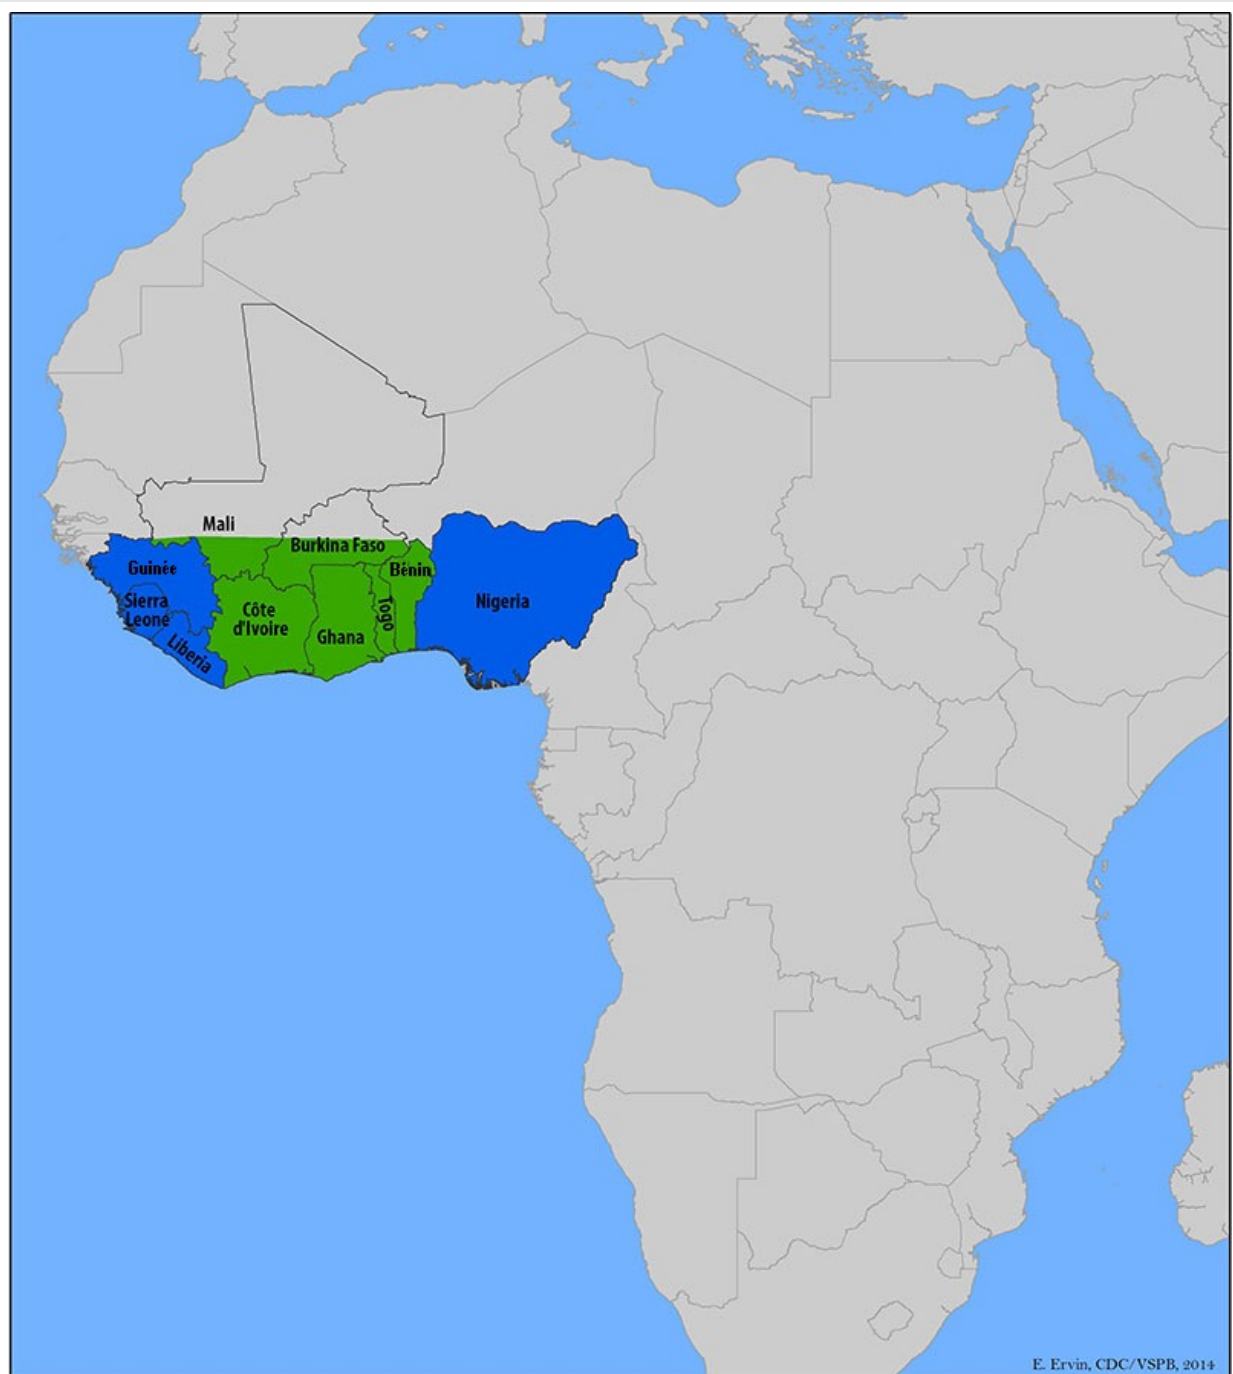 Mali
Burkina Faso
Guinée
Bénin
Sierra
Leone
Côte
d'Ivoire
Togo
Nigeria
Ghana
Liberia
E. Ervin, CDC/VSPB, 2014